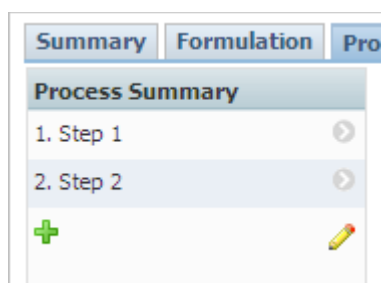 Summary Formulation Pro
Process Summary
1. Step 1
2. Step 2